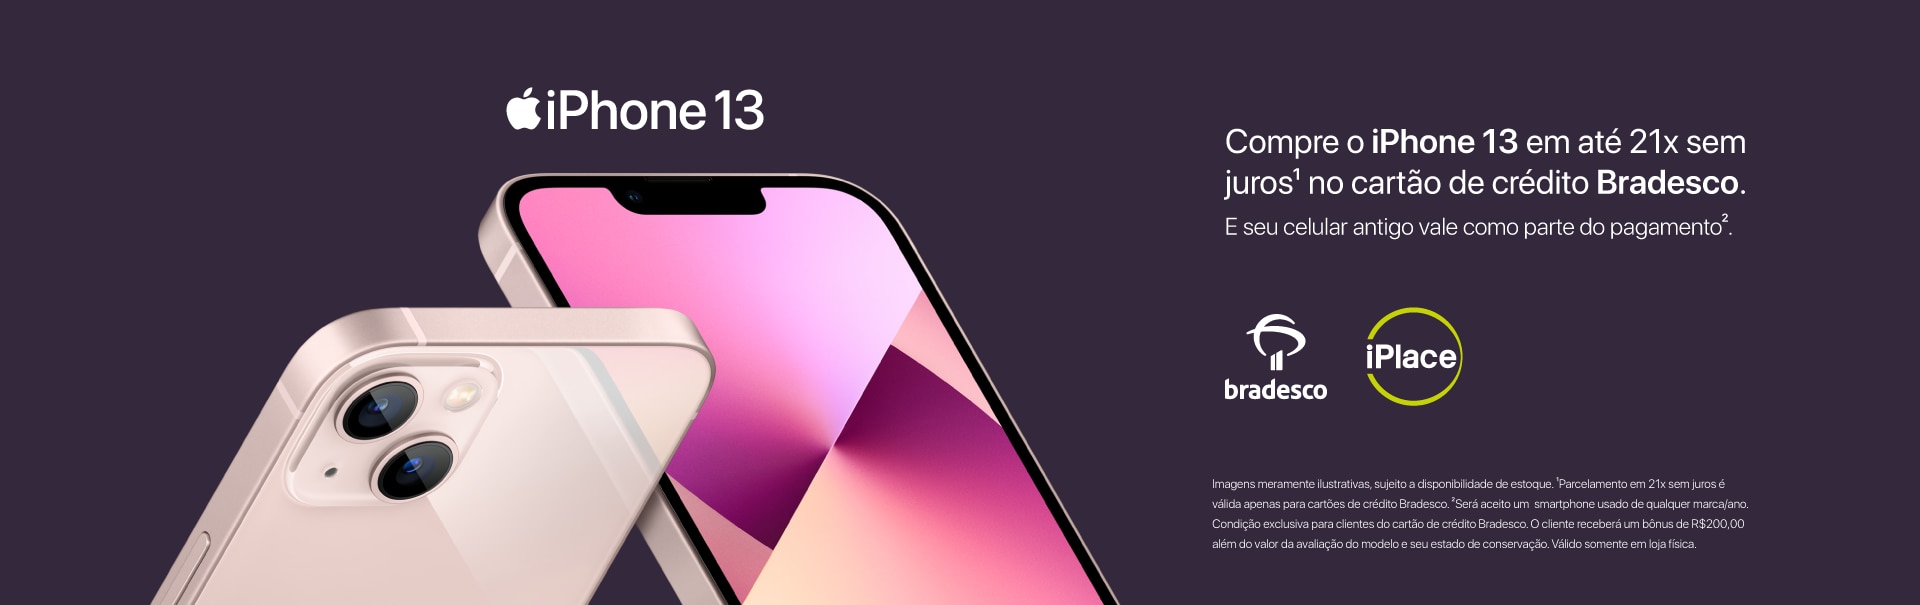 iPhone 13
Compre o iPhone 13 em até 21x sem
juros¹ no cartão de crédito Bradesco.
E seu celular antigo vale como parte do pagamento².
bradesco
iPlace
Imagens meramente ilustrativas, sujeito a disponibilidade de estoque. ¹Parcelamento em 21x sem juros é
válida apenas para cartões de crédito Bradesco. ²Será aceito um smartphone usado de qualquer marca/ano.
Condição exclusiva para clientes do cartão de crédito Bradesco. O cliente receberá um bônus de R$200,00
além do valor da avaliação do modelo e seu estado de conservação. Válido somente em loja física.